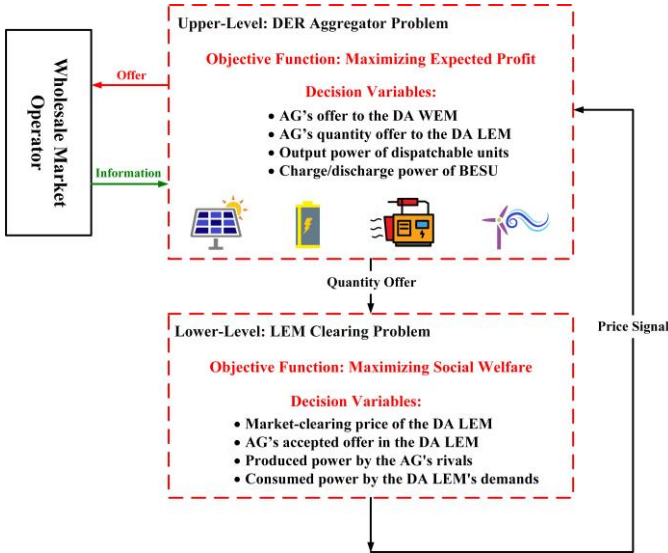 Upper-Level: DER Aggregator Problem
Objective Function: Maximizing Expected Profit
Decision Variables:
• AG's offer to the DA WEM
• AG's quantity offer to the DA LEM
• Output power of dispatchable units
• Charge/discharge power of BESU
Wholesale Market
Operator
Offer
Information
Quantity Offer
Lower-Level: LEM Clearing Problem
Objective Function: Maximizing Social Welfare
Decision Variables:
• Market-clearing price of the DA LEM
• AG's accepted offer in the DA LEM
• Produced power by the AG's rivals
• Consumed power by the DA LEM's demands
Price Signal